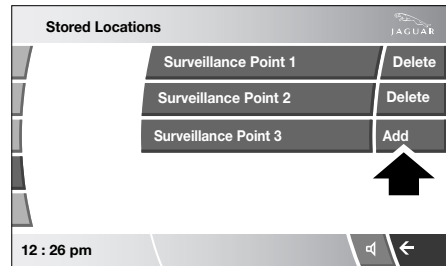 Stored Locations
JAGUAR
Surveillance Point 1 Delete
Surveillance Point 2 Delete
Surveillance Point 3 Add
12 : 26 pm